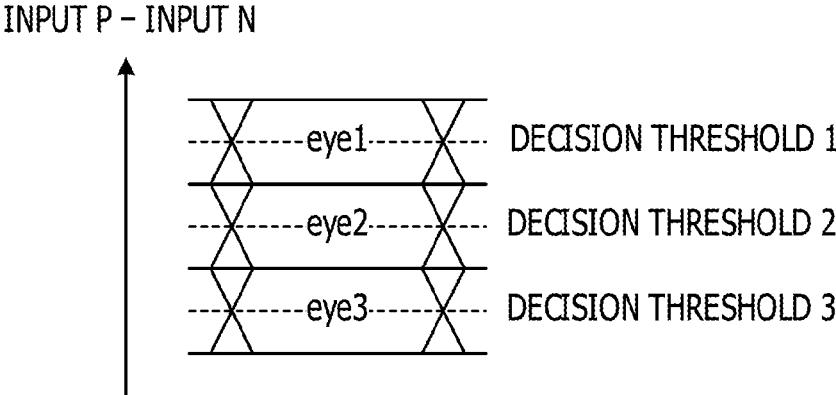 INPUT P – INPUT N
eye1 DECISION THRESHOLD 1
eye2 DECISION THRESHOLD 2
eye3 DECISION THRESHOLD 3